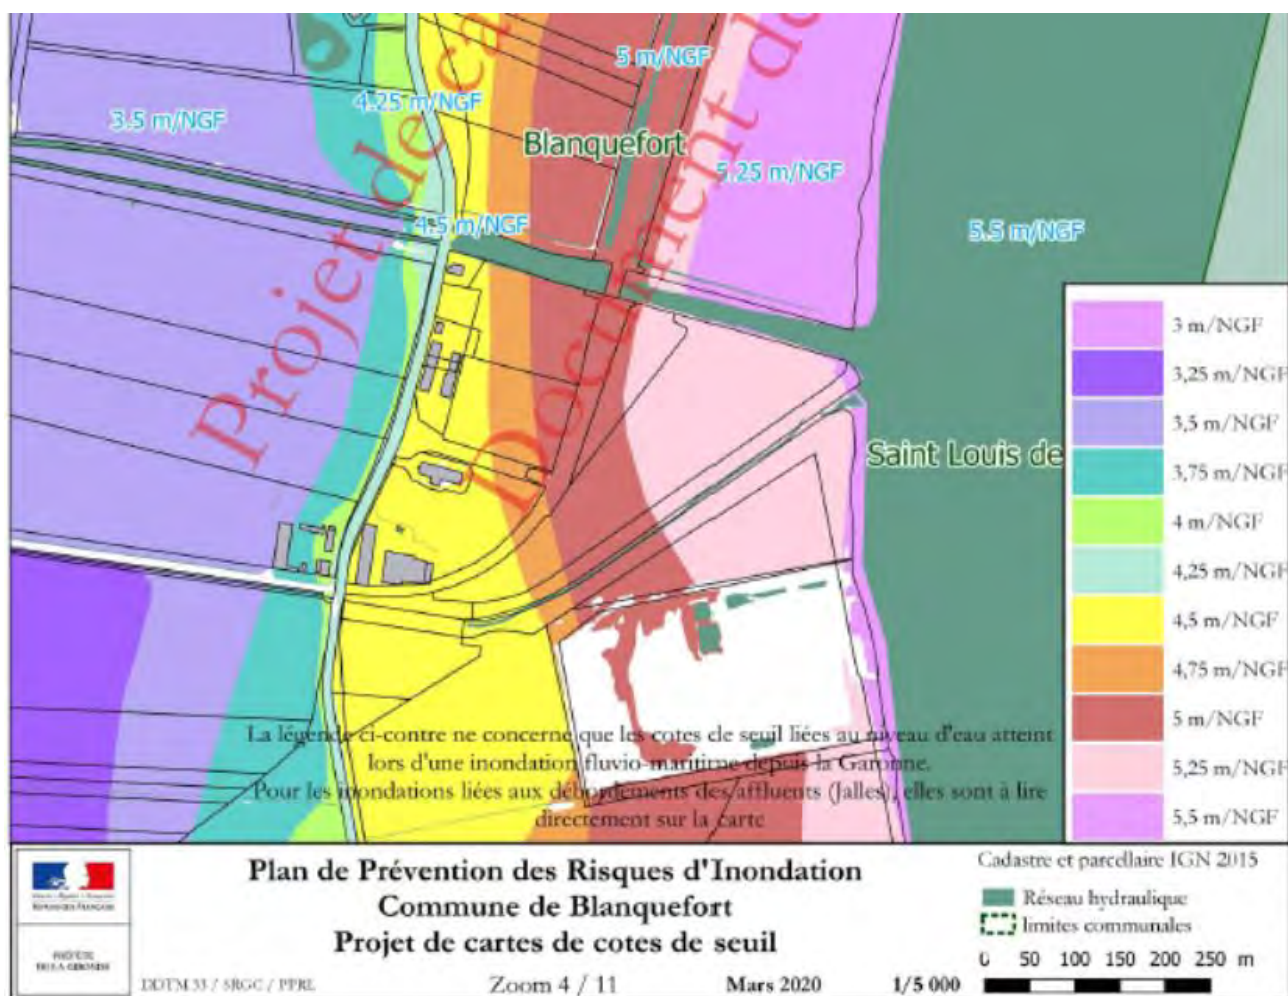 5 m/NGF
4.25 m/NGF
3.5 m/NGF
Blanquefort
5.25 m/NGF
4.5 m/NGF
5.5 m/NGF
Projet de ca
Document de
Saint Louis de
3 m/NGF
3,25 m/NGF
3,5 m/NGF
3,75 m/NGF
4 m/NGF
4,25 m/NGF
4,5 m/NGF
4,75 m/NGF
5 m/NGF
5,25 m/NGF
5,5 m/NGF
La légende ci-contre ne concerne que les cotes de seuil liées au niveau d'eau atteint
lors d'une inondation fluvio-maritime depuis la Garonne.
Pour les inondations liées aux débordements des affluents (Jalles), elles sont à lire
directement sur la carte
Plan de Prévention des Risques d'Inondation
Commune de Blanquefort
Projet de cartes de cotes de seuil
Cadastre et parcellaire IGN 2015
Réseau hydraulique
limites communales
0 50 100 150 200 250 m
RÉPUBLIQUE FRANÇAISE
PRÉFÈTE
DE LA GIRONDE
DDTM 33 / SRGC / PPRL
Zoom 4 / 11
Mars 2020
1/5 000